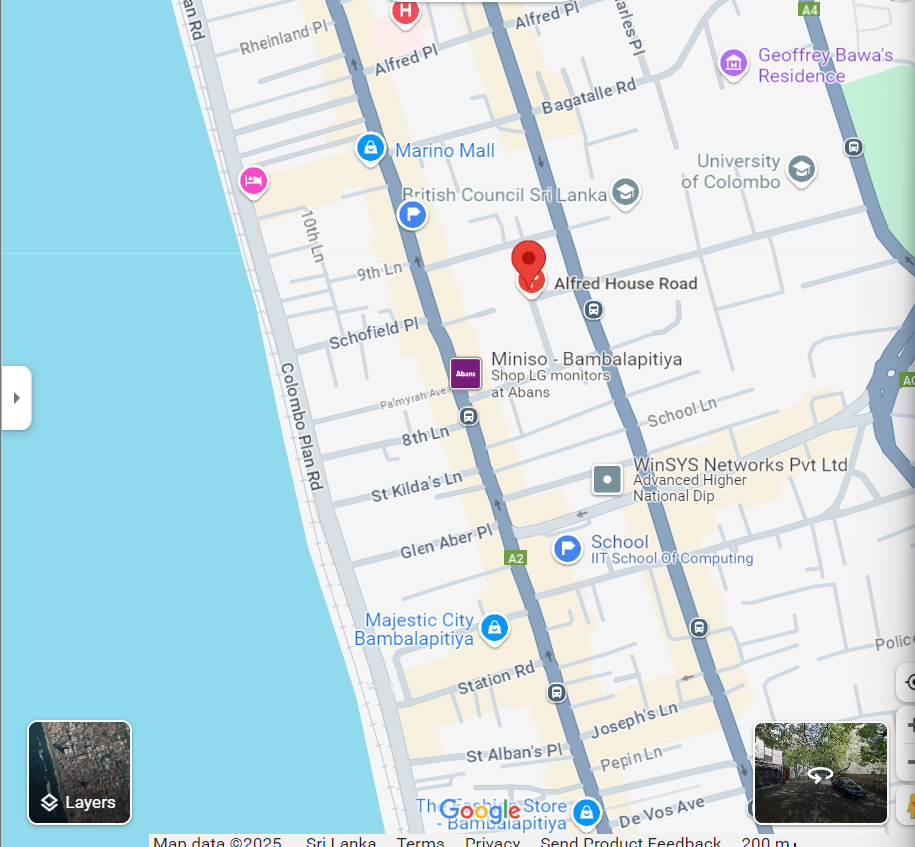 an Rd
H
A4
Alfred Pl
Charles Pl
Rheinland Pl
Alfred Pl
Geoffrey Bawa's
Residence
Bagatalle Rd
Marino Mall
University
of Colombo
British Council Sri Lanka
P
10th Ln
9th Ln
Alfred House Road
Schofield Pl
Miniso - Bambalapitiya
Abans
Shop LG monitors
at Abans
Colombo Plan Rd
Palmyrah Ave
School Ln
8th Ln
WinSYS Networks Pvt Ltd
Advanced Higher
National Dip
St Kilda's Ln
Glen Aber Pl
School
P
IIT School Of Computing
A2
Majestic City
Bambalapitiya
Police
Station Rd
Joseph's Ln
St Alban's Pl
Pepin Ln
Layers
The Fashion Store
- Bambalapitiya
Google
De Vos Ave
Map data ©2025 Sri Lanka Terms Privacy Send Product Feedback 200 m